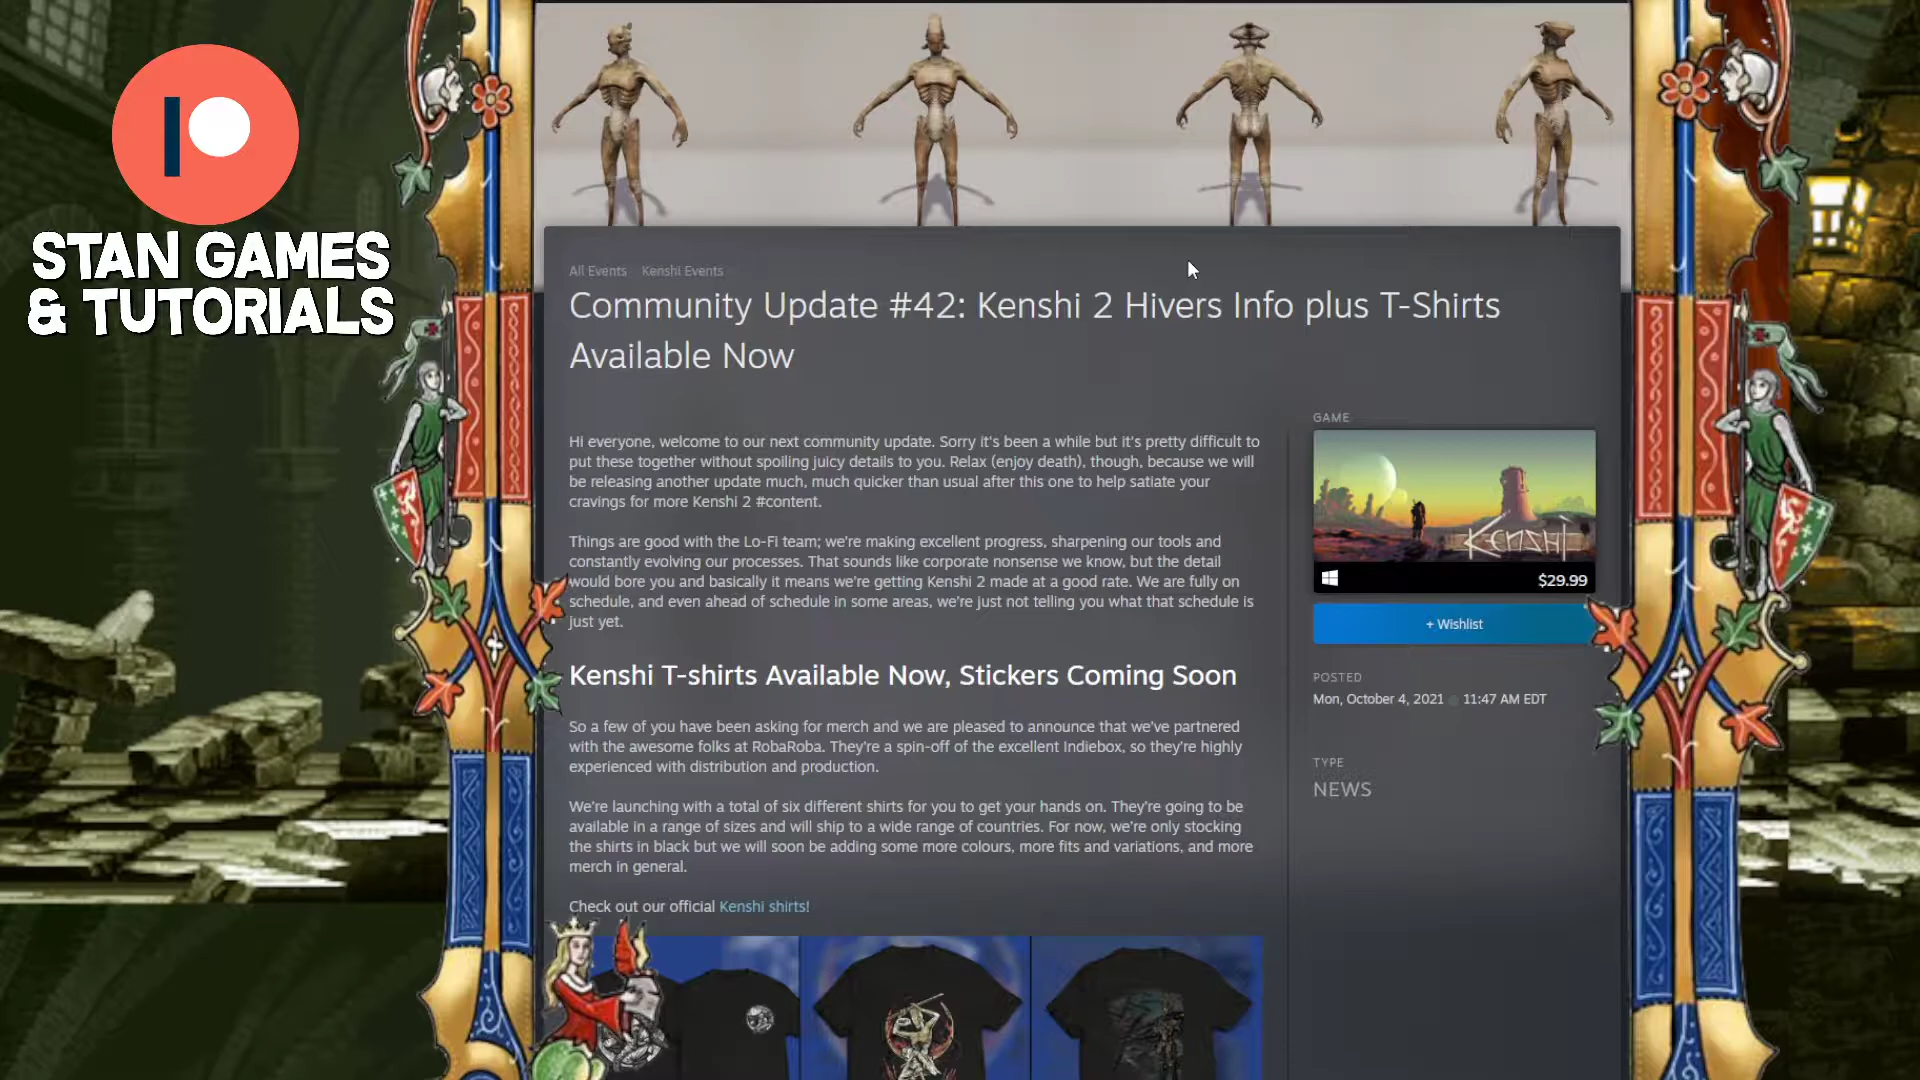 STAN GAMES
& TUTORIALS
All Events Kenshi Events
Community Update #42: Kenshi 2 Hivers Info plus T-Shirts
Available Now
Hi everyone, welcome to our next community update. Sorry it's been a while but it's pretty difficult to
put these together without spoiling juicy details to you. Relax (enjoy death), though, because we will
be releasing another update much, much quicker than usual after this one to help satiate your
cravings for more Kenshi 2 #content.
Things are good with the Lo-Fi team; we're making excellent progress, sharpening our tools and
constantly evolving our processes. That sounds like corporate nonsense we know, but the detail
would bore you and basically it means we're getting Kenshi 2 made at a good rate. We are fully on
schedule, and even ahead of schedule in some areas, we're just not telling you what that schedule is
just yet.
Kenshi T-shirts Available Now, Stickers Coming Soon
So a few of you have been asking for merch and we are pleased to announce that we've partnered
with the awesome folks at RobaRoba. They're a spin-off of the excellent Indiebox, so they're highly
experienced with distribution and production.
We're launching with a total of six different shirts for you to get your hands on. They're going to be
available in a range of sizes and will ship to a wide range of countries. For now, we're only stocking
the shirts in black but we will soon be adding some more colours, more fits and variations, and more
merch in general.
Check out our official Kenshi shirts!
GAME
KENSHI
$29.99
+ Wishlist
POSTED
Mon, October 4, 2021 11:47 AM EDT
TYPE
NEWS